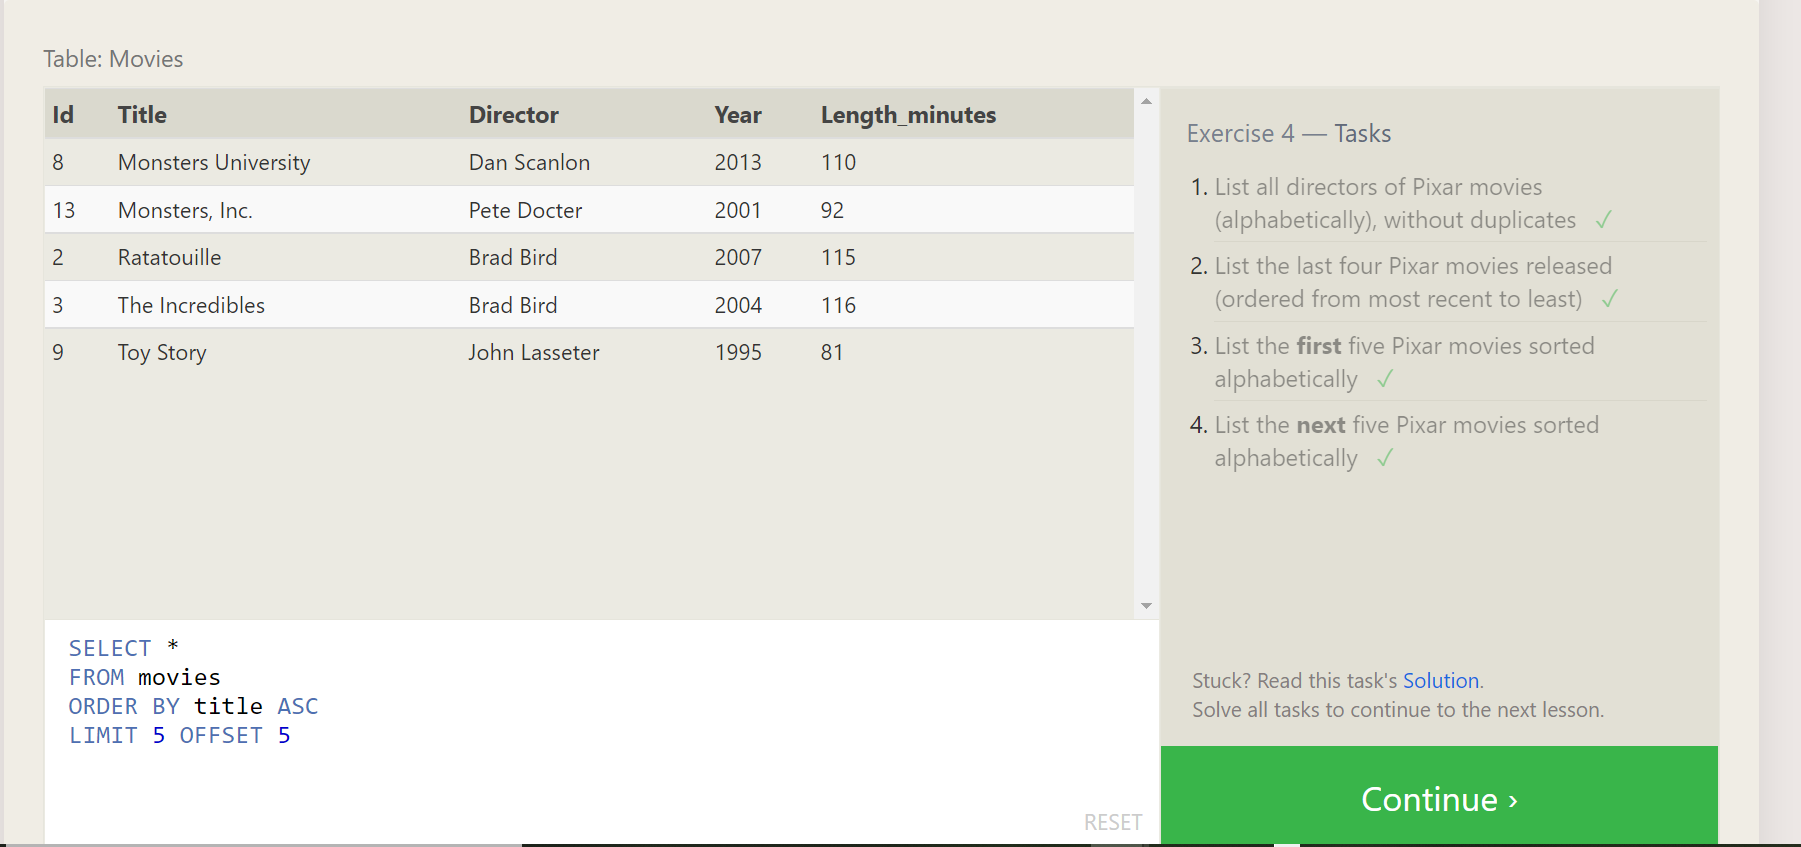 Table: Movies
Id Title Director Year Length_minutes
8 Monsters University Dan Scanlon 2013 110
13 Monsters, Inc. Pete Docter 2001 92
2 Ratatouille Brad Bird 2007 115
3 The Incredibles Brad Bird 2004 116
9 Toy Story John Lasseter 1995 81
SELECT *
FROM movies
ORDER BY title ASC
LIMIT 5 OFFSET 5
RESET
Exercise 4 — Tasks
1. List all directors of Pixar movies
(alphabetically), without duplicates ✓
2. List the last four Pixar movies released
(ordered from most recent to least) ✓
3. List the first five Pixar movies sorted
alphabetically ✓
4. List the next five Pixar movies sorted
alphabetically ✓
Stuck? Read this task's Solution.
Solve all tasks to continue to the next lesson.
Continue ›